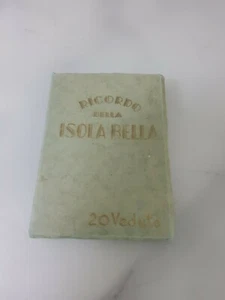 RICORDO
DELLA
ISOLA BELLA
20 Vedute